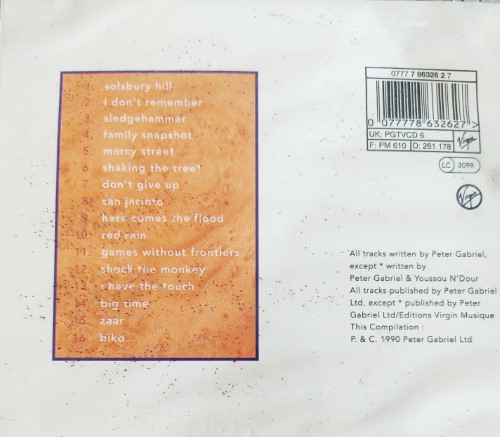 1 solsbury hill
2 i don't remember
3 sledgehammer
4 family snapshot
5 mercy street
6 shaking the tree*
7 don't give up
8 san jacinto
9 here comes the flood
10 red rain
11 games without frontiers
12 shock the monkey
13 i have the touch
14 big time
15 zaar
16 biko
0777 7 86326 2 7
0 077778 632627
UK: PGTVCD 6
F: PM 610 D: 261 178
Virgin
LC 3098
Virgin
All tracks written by Peter Gabriel,
except * written by
Peter Gabriel & Youssou N'Dour
All tracks published by Peter Gabriel
Ltd, except * published by Peter
Gabriel Ltd/Editions Virgin Musique
This Compilation :
P. & C. 1990 Peter Gabriel Ltd